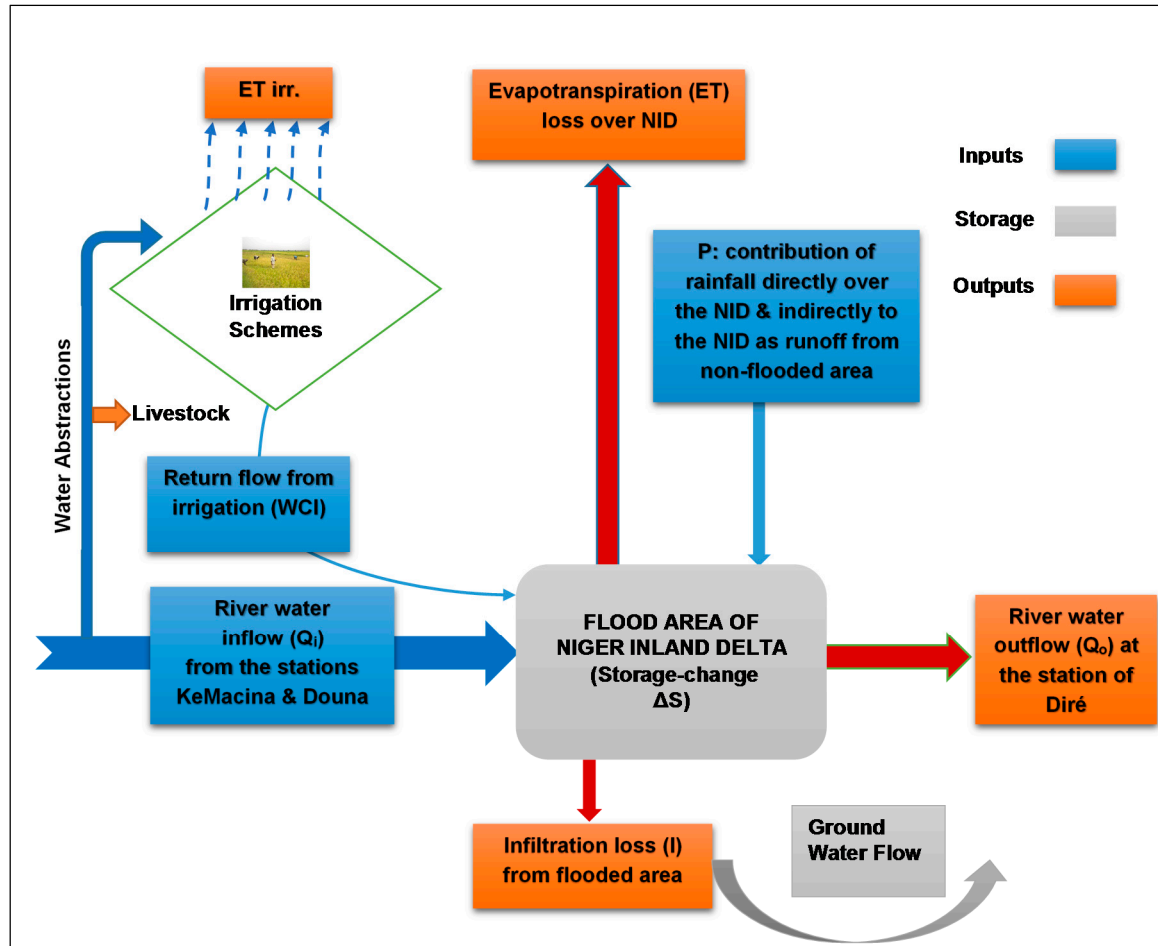 ET irr.
Evapotranspiration (ET)
loss over NID
Inputs
Storage
Outputs
P: contribution of
rainfall directly over
the NID & indirectly to
the NID as runoff from
non-flooded area
Irrigation
Schemes
Livestock
Water Abstractions
Return flow from
irrigation (WCI)
River water
inflow (Qᵢ)
from the stations
KeMacina & Douna
FLOOD AREA OF
NIGER INLAND DELTA
(Storage-change
ΔS)
River water
outflow (Qₒ) at
the station of
Diré
Infiltration loss (I)
from flooded area
Ground
Water Flow